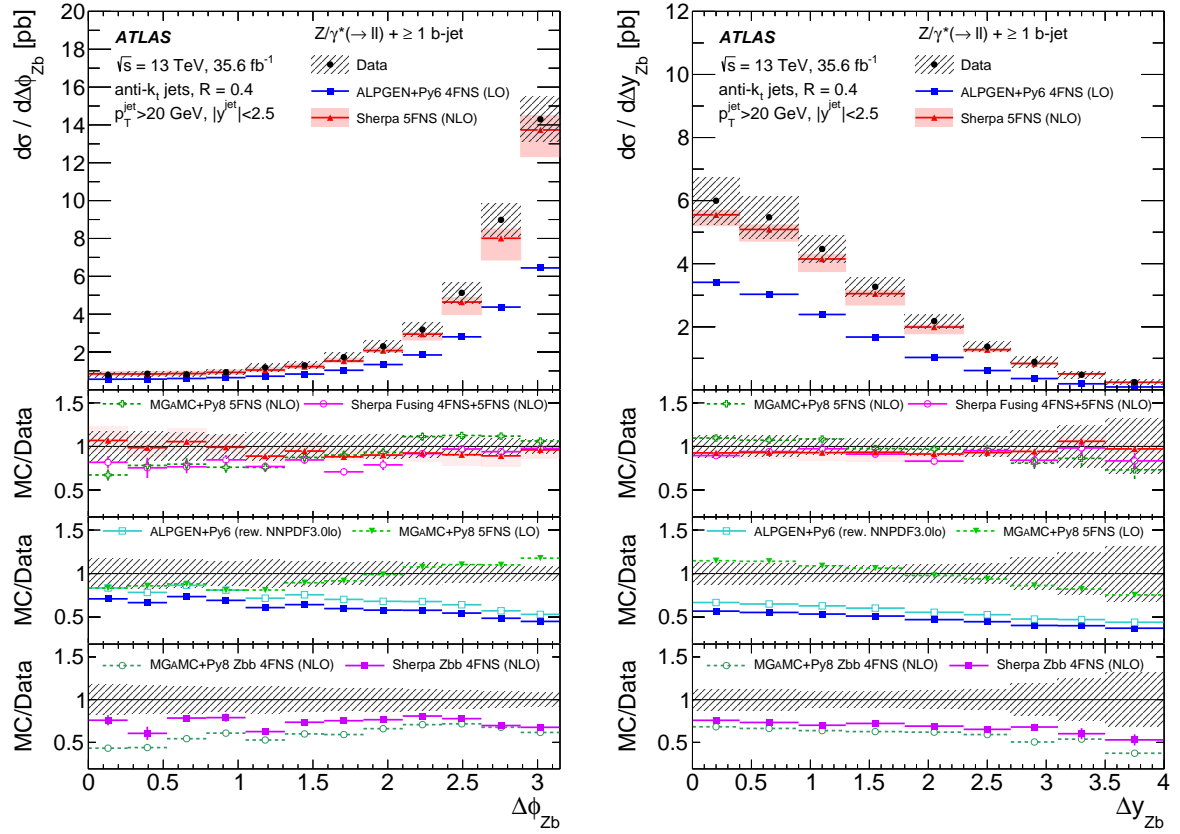 dσ / dΔϕ_Zb [pb]
20
18
16
14
12
10
8
6
4
2
ATLAS
Z/γ*(→ ll) + ≥ 1 b-jet
√s = 13 TeV, 35.6 fb⁻¹
anti-k_t jets, R = 0.4
p_T^jet>20 GeV, |y^jet|<2.5
Data
ALPGEN+Py6 4FNS (LO)
Sherpa 5FNS (NLO)
MC/Data
1.5
1
0.5
MGAMC+Py8 5FNS (NLO)
Sherpa Fusing 4FNS+5FNS (NLO)
MC/Data
1.5
1
0.5
ALPGEN+Py6 (rew. NNPDF3.0lo)
MGAMC+Py8 5FNS (LO)
MC/Data
1.5
1
0.5
MGAMC+Py8 Zbb 4FNS (NLO)
Sherpa Zbb 4FNS (NLO)
0 0.5 1 1.5 2 2.5 3
Δϕ_Zb
dσ / dΔy_Zb [pb]
12
10
8
6
4
2
ATLAS
Z/γ*(→ ll) + ≥ 1 b-jet
√s = 13 TeV, 35.6 fb⁻¹
anti-k_t jets, R = 0.4
p_T^jet>20 GeV, |y^jet|<2.5
Data
ALPGEN+Py6 4FNS (LO)
Sherpa 5FNS (NLO)
MC/Data
1.5
1
0.5
MGAMC+Py8 5FNS (NLO)
Sherpa Fusing 4FNS+5FNS (NLO)
MC/Data
1.5
1
0.5
ALPGEN+Py6 (rew. NNPDF3.0lo)
MGAMC+Py8 5FNS (LO)
MC/Data
1.5
1
0.5
MGAMC+Py8 Zbb 4FNS (NLO)
Sherpa Zbb 4FNS (NLO)
0 0.5 1 1.5 2 2.5 3 3.5 4
Δy_Zb